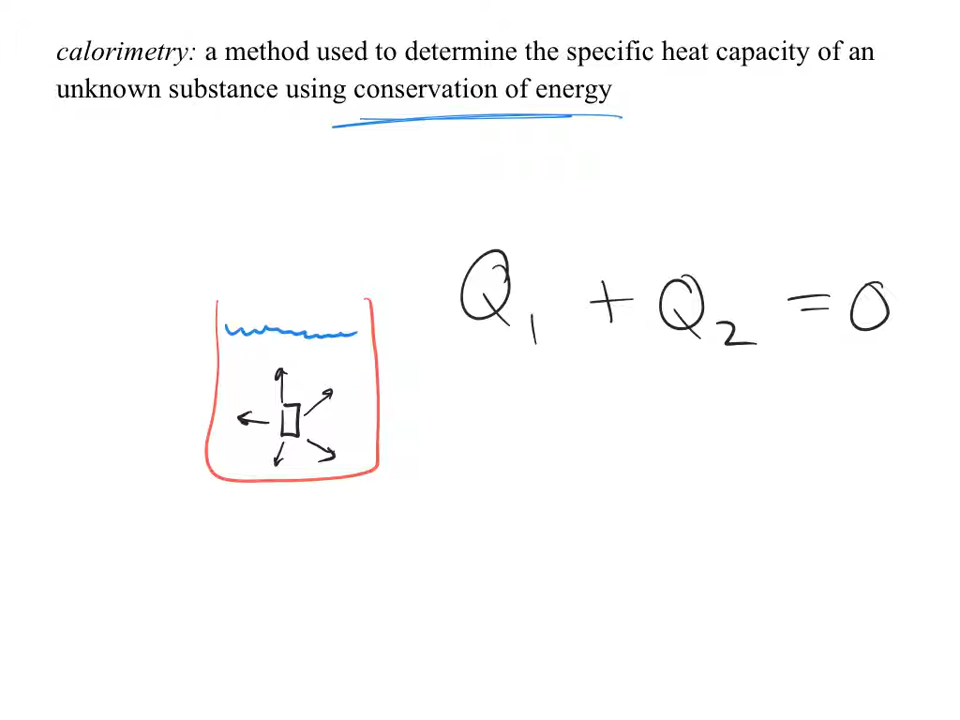 calorimetry: a method used to determine the specific heat capacity of an
unknown substance using conservation of energy
Q₁ + Q₂ = 0